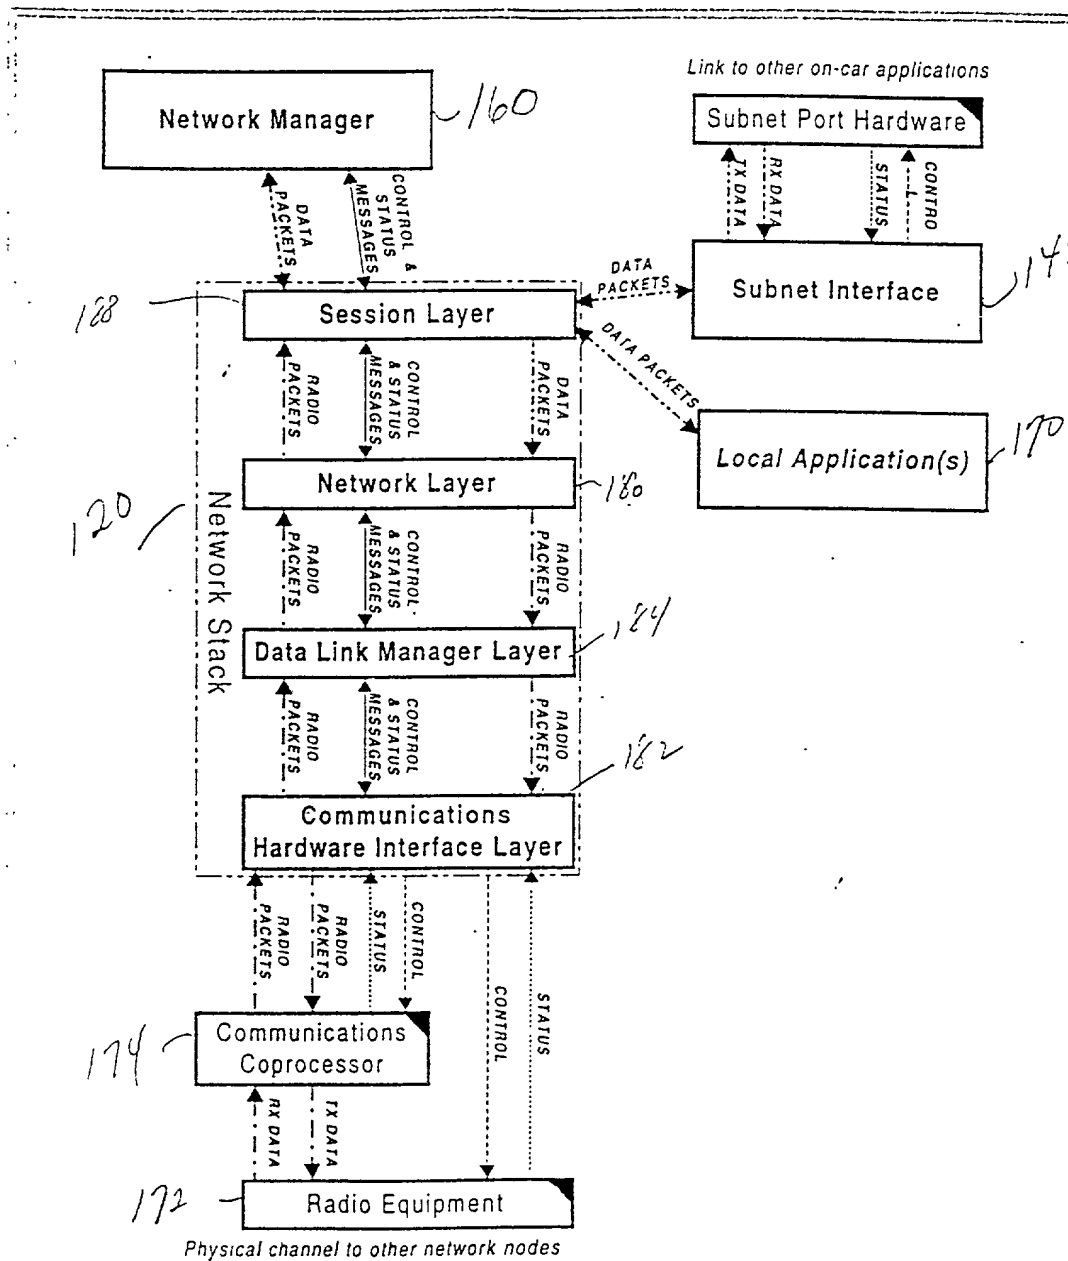 Link to other on-car applications
Network Manager
160
Subnet Port Hardware
DATA
PACKETS
CONTROL &
STATUS
MESSAGES
TX DATA
RX DATA
STATUS
CONTRO
L
DATA
PACKETS
Subnet Interface
Session Layer
DATA PACKETS
RADIO
PACKETS
CONTROL
& STATUS
MESSAGES
DATA
PACKETS
Local Application(s)
Network Layer
120
Network Stack
RADIO
PACKETS
CONTROL
& STATUS
MESSAGES
RADIO
PACKETS
184
Data Link Manager Layer
RADIO
PACKETS
CONTROL
& STATUS
MESSAGES
RADIO
PACKETS
182
Communications
Hardware Interface Layer
RADIO
PACKETS
RADIO
PACKETS
STATUS
CONTROL
CONTROL
STATUS
174
Communications
Coprocessor
RX DATA
TX DATA
172
Radio Equipment
Physical channel to other network nodes